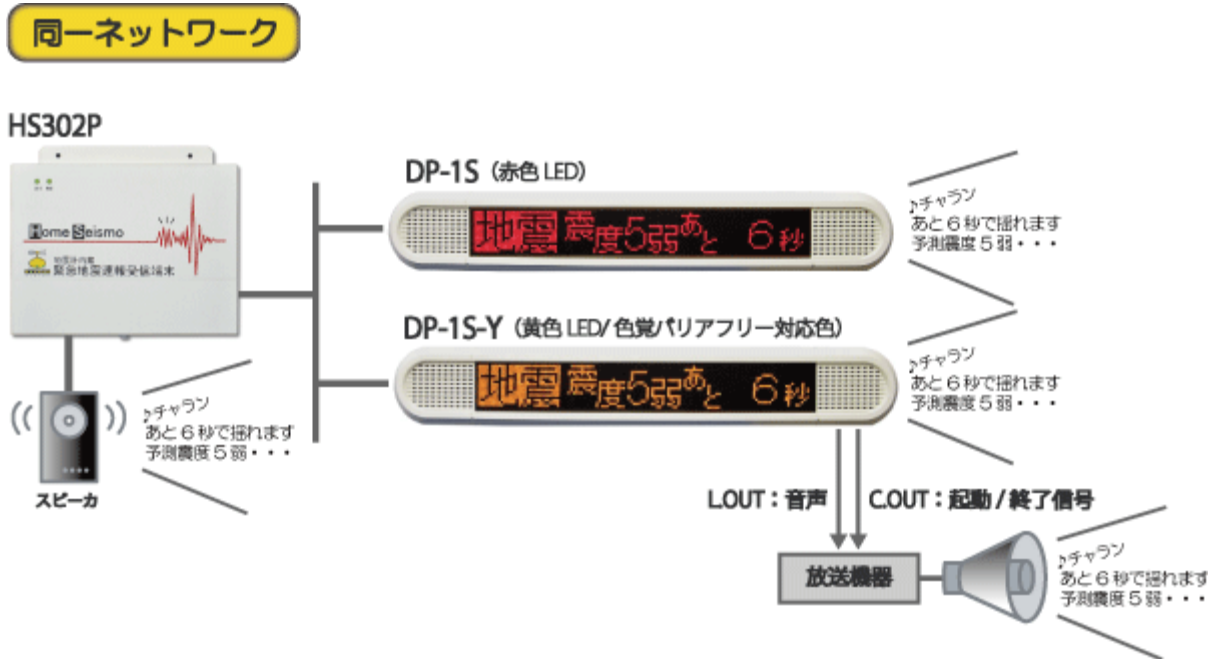 同一ネットワーク
HS302P
Home Seismo
地震計内蔵
緊急地震速報受信端末
スピーカ
♪チャラン
あと6秒で揺れます
予測震度5弱・・・
DP-1S（赤色 LED）
地震 震度5弱 あと 6秒
♪チャラン
あと6秒で揺れます
予測震度5弱・・・
DP-1S-Y（黄色 LED/ 色覚バリアフリー対応色）
地震 震度5弱 あと 6秒
♪チャラン
あと6秒で揺れます
予測震度5弱・・・
L.OUT：音声
C.OUT：起動 / 終了信号
放送機器
♪チャラン
あと6秒で揺れます
予測震度5弱・・・